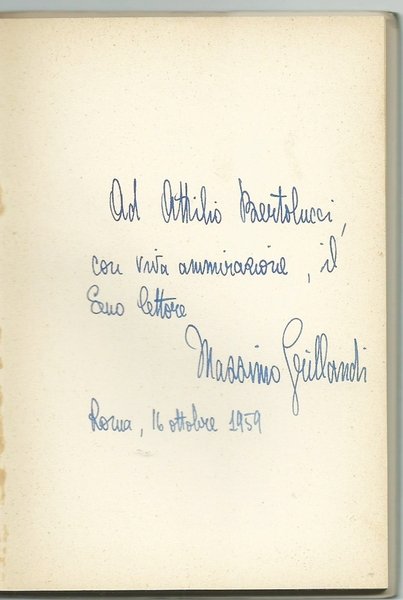 Ad Attilio Bertolucci,
con viva ammirazione, il
Suo lettore
Massimo Grillandi
Roma, 16 ottobre 1959